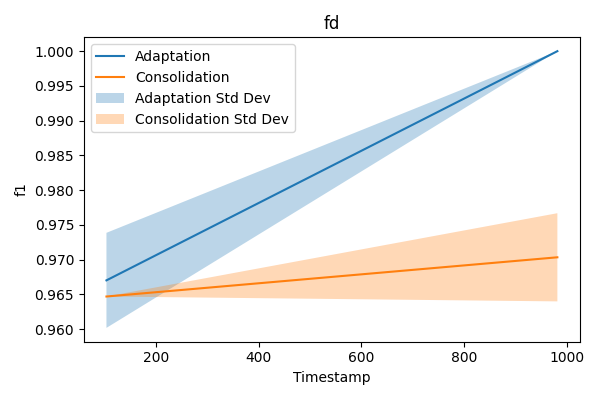 fd
1.000
0.995
0.990
0.985
0.980
0.975
0.970
0.965
0.960
f1
Adaptation
Consolidation
Adaptation Std Dev
Consolidation Std Dev
200
400
600
800
1000
Timestamp